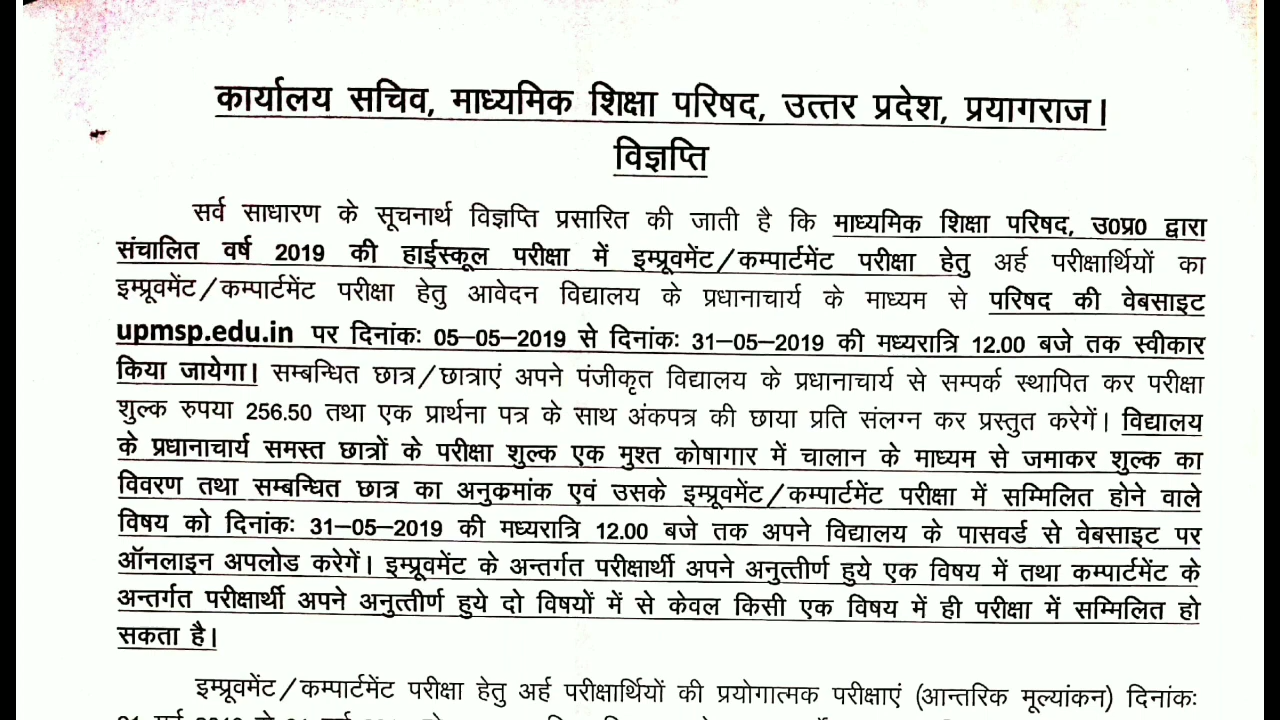 कार्यालय सचिव, माध्यमिक शिक्षा परिषद, उत्तर प्रदेश, प्रयागराज।
विज्ञप्ति
सर्व साधारण के सूचनार्थ विज्ञप्ति प्रसारित की जाती है कि माध्यमिक शिक्षा परिषद, उ0प्र0 द्वारा
संचालित वर्ष 2019 की हाईस्कूल परीक्षा में इम्प्रूवमेंट/कम्पार्टमेंट परीक्षा हेतु अर्ह परीक्षार्थियों का
इम्प्रूवमेंट/कम्पार्टमेंट परीक्षा हेतु आवेदन विद्यालय के प्रधानाचार्य के माध्यम से परिषद की वेबसाइट
upmsp.edu.in पर दिनांकः 05–05–2019 से दिनांकः 31–05–2019 की मध्यरात्रि 12.00 बजे तक स्वीकार
किया जायेगा। सम्बन्धित छात्र/छात्राएं अपने पंजीकृत विद्यालय के प्रधानाचार्य से सम्पर्क स्थापित कर परीक्षा
शुल्क रुपया 256.50 तथा एक प्रार्थना पत्र के साथ अंकपत्र की छाया प्रति संलग्न कर प्रस्तुत करेगें। विद्यालय
के प्रधानाचार्य समस्त छात्रों के परीक्षा शुल्क एक मुश्त कोषागार में चालान के माध्यम से जमाकर शुल्क का
विवरण तथा सम्बन्धित छात्र का अनुकमांक एवं उसके इम्प्रूवमेंट/कम्पार्टमेंट परीक्षा में सम्मिलित होने वाले
विषय को दिनांकः 31–05–2019 की मध्यरात्रि 12.00 बजे तक अपने विद्यालय के पासवर्ड से वेबसाइट पर
ऑनलाइन अपलोड करेगें। इम्प्रूवमेंट के अन्तर्गत परीक्षार्थी अपने अनुत्तीर्ण हुये एक विषय में तथा कम्पार्टमेंट के
अन्तर्गत परीक्षार्थी अपने अनुत्तीर्ण हुये दो विषयों में से केवल किसी एक विषय में ही परीक्षा में सम्मिलित हो
सकता है।
इम्प्रूवमेंट/कम्पार्टमेंट परीक्षा हेतु अर्ह परीक्षार्थियों की प्रयोगात्मक परीक्षाएं (आन्तरिक मूल्यांकन) दिनांकः